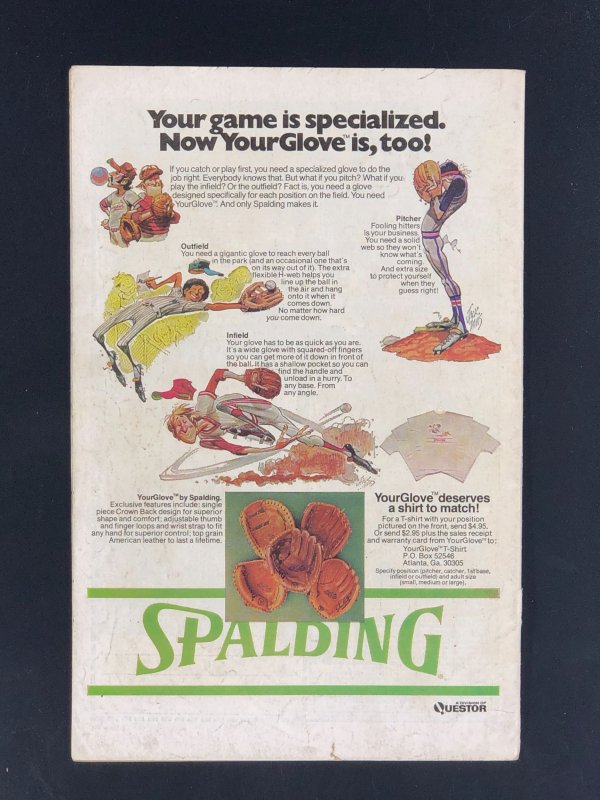 Your game is specialized.
Now YourGlove™ is, too!
If you catch or play first, you need a specialized glove to do the
job right. Everybody knows that. But what if you pitch? What if you
play the infield? Or the outfield? Fact is, you need a glove
designed specifically for each position on the field. You need
YourGlove™. And only Spalding makes it.
Pitcher
Fooling hitters
is your business.
You need a solid
web so they won't
know what's
coming.
And extra size
to protect yourself
when they
guess right!
Outfield
You need a gigantic glove to reach every ball
in the park (and an occasional one that's
on its way out of it). The extra
flexible H-web helps you
line up the ball in
the air and hang
onto it when it
comes down.
No matter how hard
you come down.
Infield
Your glove has to be as quick as you are.
It's a wide glove with squared-off fingers
so you can get more of it down in front of
the ball. It has a shallow pocket so you can
find the handle and
unload in a hurry. To
any base. From
any angle.
YourGlove™ by Spalding.
Exclusive features include: single
piece Crown Back design for superior
shape and comfort; adjustable thumb
and finger loops and wrist strap to fit
any hand for superior control; top grain
American leather to last a lifetime.
YourGlove™ deserves
a shirt to match!
For a T-shirt with your position
pictured on the front, send $4.95.
Or send $2.95 plus the sales receipt
and warranty card from YourGlove™ to:
YourGlove™ T-Shirt
P.O. Box 52546
Atlanta, Ga. 30305
Specify position (pitcher, catcher, 1st base,
infield or outfield) and adult size
(small, medium or large).
SPALDING®
A DIVISION OF
QUESTOR